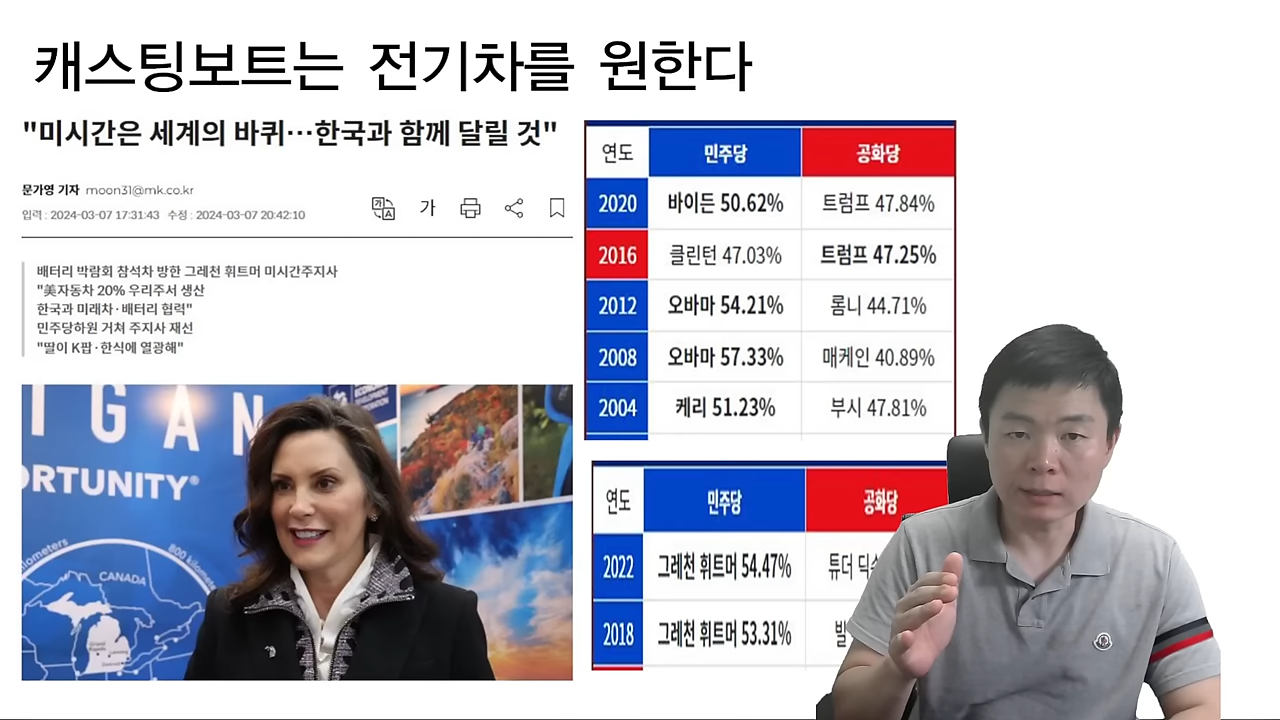 캐스팅보트는 전기차를 원한다
"미시간은 세계의 바퀴…한국과 함께 달릴 것"
문가영 기자 moon31@mk.co.kr
입력 : 2024-03-07 17:31:43 수정 : 2024-03-07 20:42:10
가
배터리 박람회 참석차 방한 그레천 휘트머 미시간주지사
"美자동차 20% 우리주서 생산
한국과 미래차·배터리 협력"
민주당하원 거쳐 주지사 재선
"딸이 K팝·한식에 열광해"
IGAN
ORTUNITY®
kilometers
800 kilometers
CANADA
연도 민주당 공화당
2020 바이든 50.62% 트럼프 47.84%
2016 클린턴 47.03% 트럼프 47.25%
2012 오바마 54.21% 롬니 44.71%
2008 오바마 57.33% 매케인 40.89%
2004 케리 51.23% 부시 47.81%
연도 민주당 공화당
2022 그레천 휘트머 54.47% 튜더
2018 그레천 휘트머 53.31% 빌